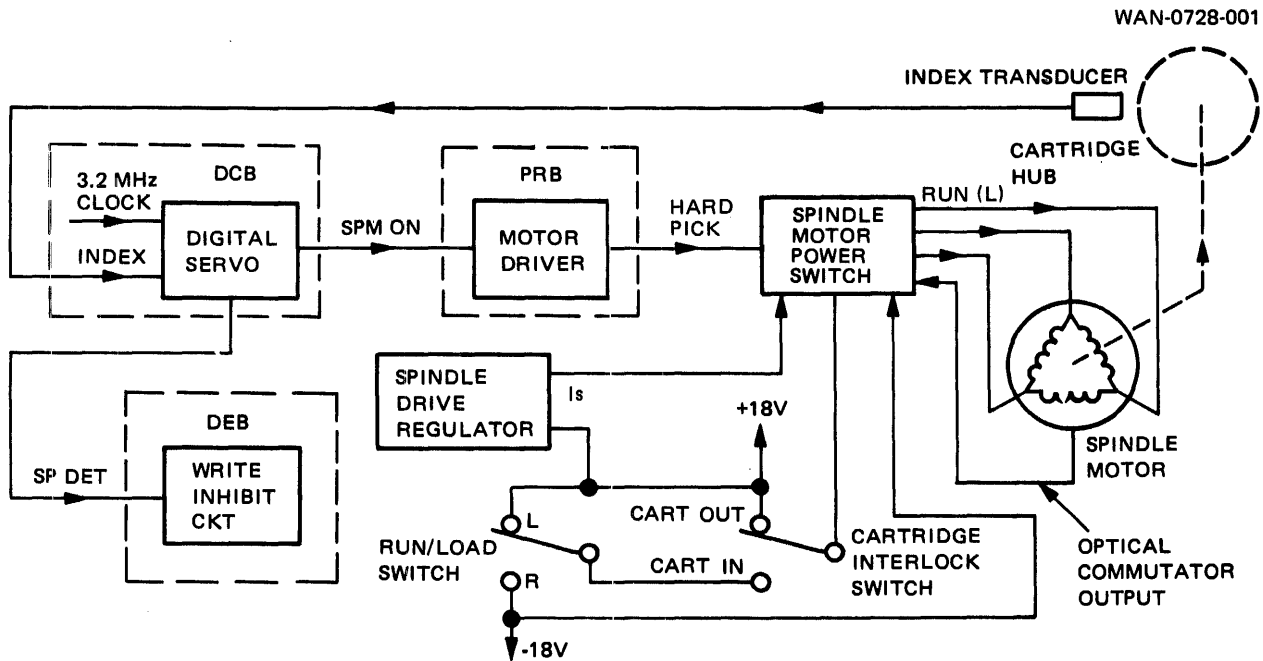 WAN-0728-001
INDEX TRANSDUCER
CARTRIDGE
HUB
DCB
3.2 MHz
CLOCK
INDEX
DIGITAL
SERVO
SPM ON
PRB
MOTOR
DRIVER
HARD
PICK
SPINDLE
MOTOR
POWER
SWITCH
RUN (L)
SPINDLE
MOTOR
SPINDLE
DRIVE
REGULATOR
Is
+18V
DEB
WRITE
INHIBIT
CKT
SP DET
RUN/LOAD
SWITCH
L
R
CART OUT
CART IN
CARTRIDGE
INTERLOCK
SWITCH
OPTICAL
COMMUTATOR
OUTPUT
-18V